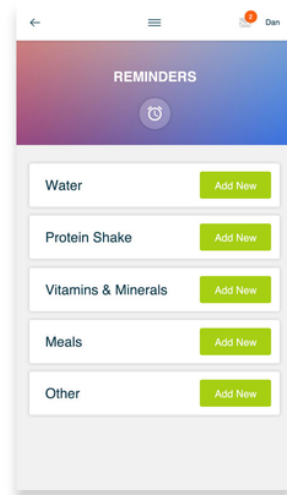 2
Dan
REMINDERS
Water Add New
Protein Shake Add New
Vitamins & Minerals Add New
Meals Add New
Other Add New